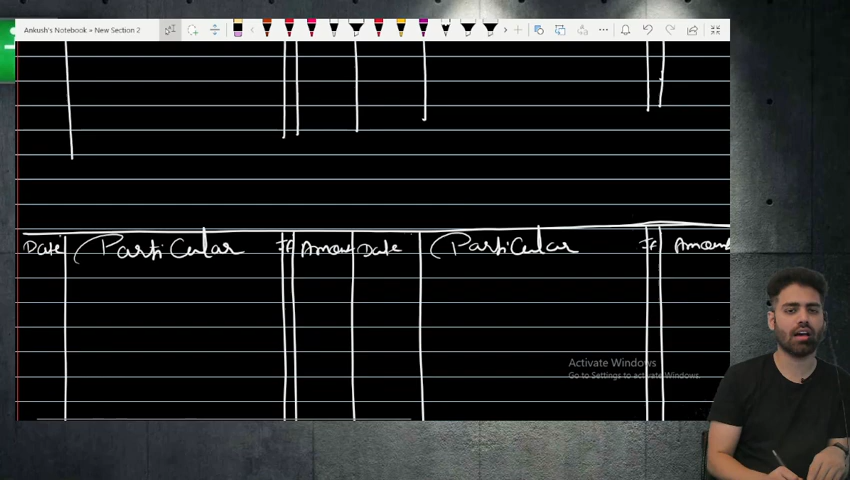 Ankush's Notebook » New Section 2
Date Particular Jf Amount Date Particular Jf Amount
Activate Windows
Go to Settings to activate Windows.